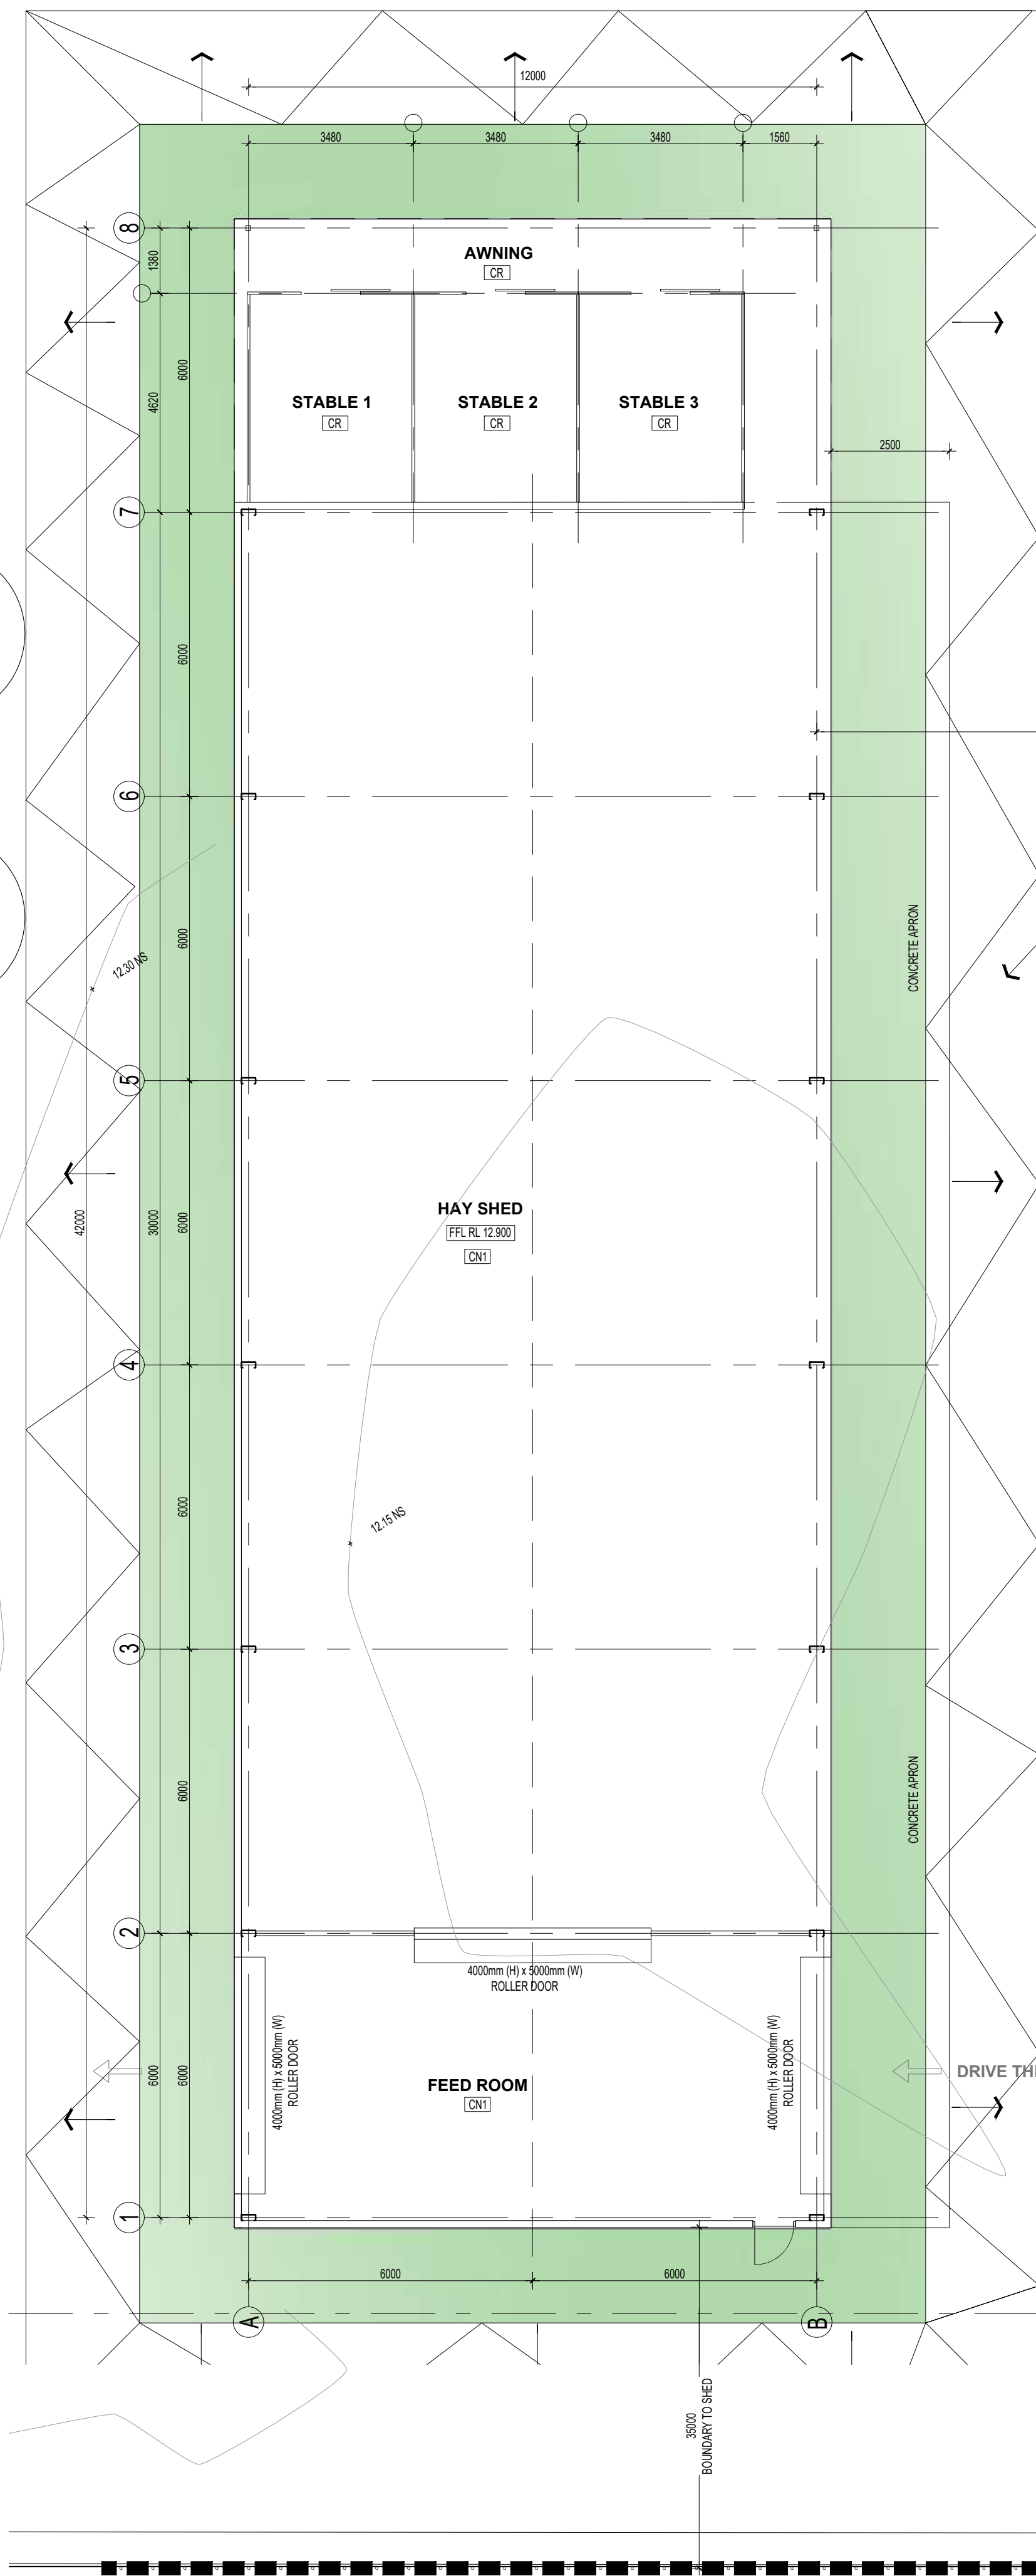 12000
3480
3480
3480
1560
8
1380
AWNING
CR
6000
4620
STABLE 1
CR
STABLE 2
CR
STABLE 3
CR
2500
7
6000
6
6000
CONCRETE APRON
12.30 NS
5
42000
30000
6000
HAY SHED
FFL RL 12.900
CN1
4
6000
12.15 NS
3
6000
CONCRETE APRON
2
4000mm (H) x 5000mm (W)
ROLLER DOOR
4000mm (H) x 5000mm (W)
ROLLER DOOR
4000mm (H) x 5000mm (W)
ROLLER DOOR
6000
6000
FEED ROOM
CN1
DRIVE TH
1
6000
6000
A
B
35000
BOUNDARY TO SHED